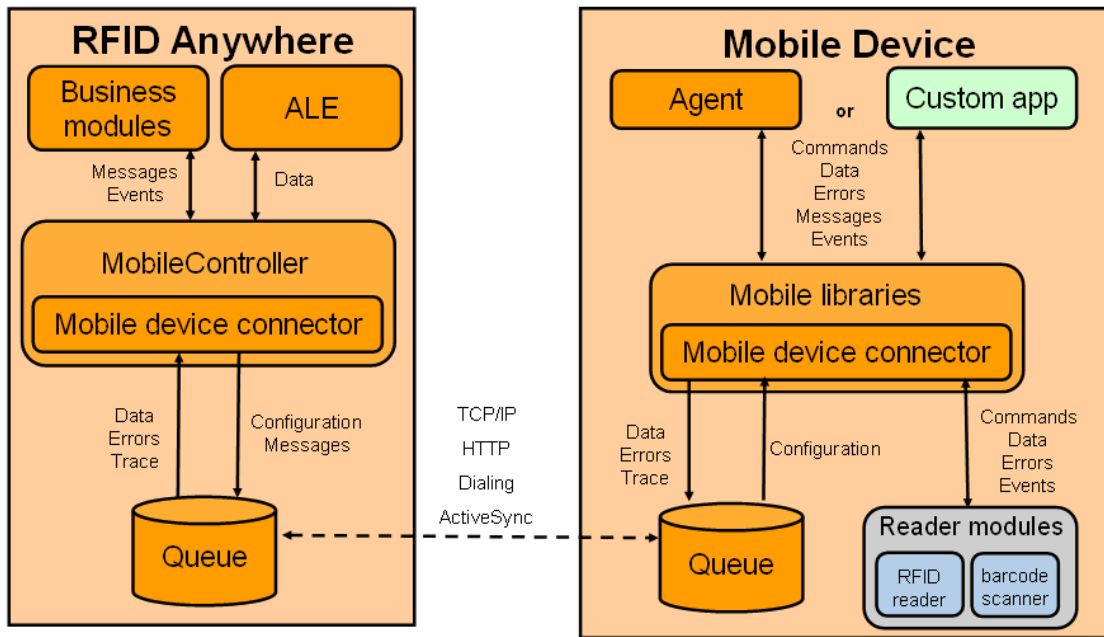 RFID Anywhere
Business
modules
ALE
Messages
Events
Data
MobileController
Mobile device connector
Data
Errors
Trace
Configuration
Messages
Queue
TCP/IP
HTTP
Dialing
ActiveSync
Mobile Device
Agent
or
Custom app
Commands
Data
Errors
Messages
Events
Mobile libraries
Mobile device connector
Data
Errors
Trace
Configuration
Commands
Data
Errors
Events
Queue
Reader modules
RFID
reader
barcode
scanner